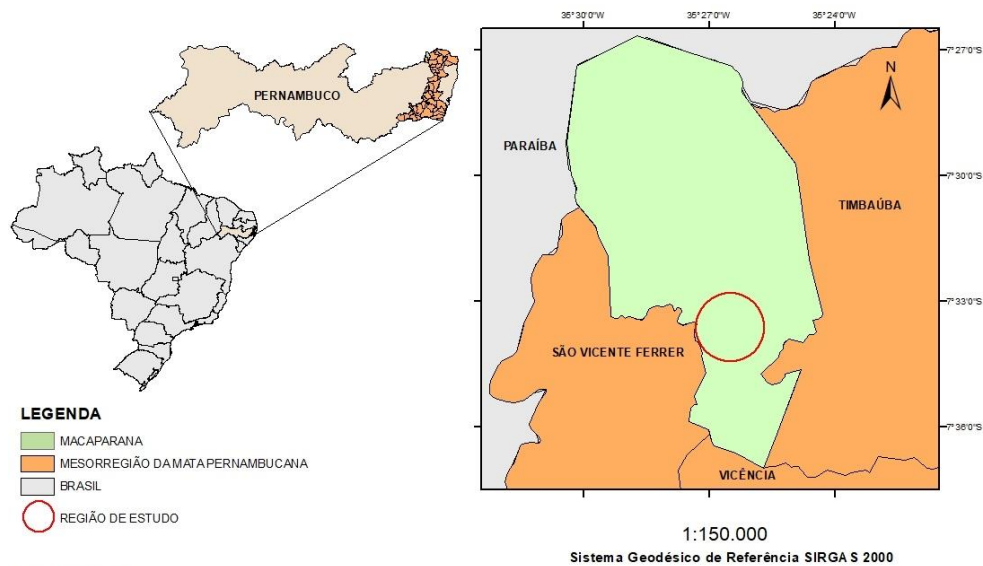 PERNAMBUCO
LEGENDA
MACAPARANA
MESORREGIÃO DA MATA PERNAMBUCANA
BRASIL
REGIÃO DE ESTUDO
35°30'0"W 35°27'0"W 35°24'0"W
7°27'0"S
7°30'0"S
7°33'0"S
7°36'0"S
N
PARAÍBA
TIMBAÚBA
SÃO VICENTE FERRER
VICÊNCIA
1:150.000
Sistema Geodésico de Referência SIRGAS 2000